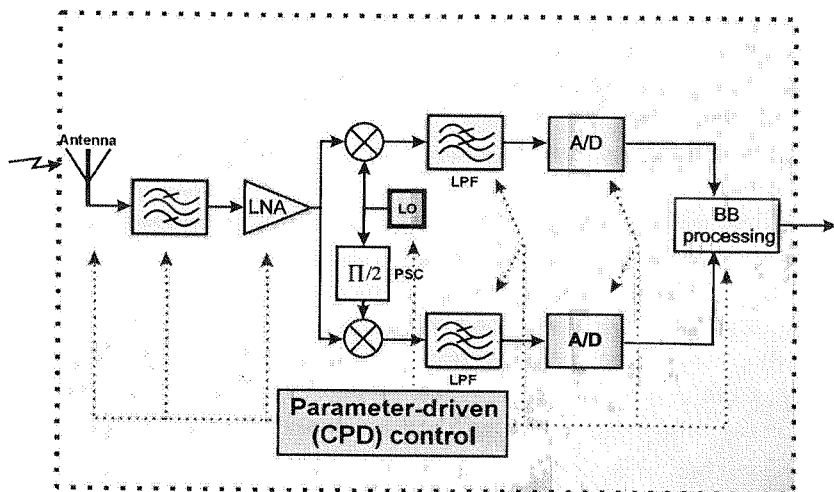 Antenna
LNA
LO
Π/2
PSC
LPF
A/D
LPF
A/D
BB
processing
Parameter-driven
(CPD) control